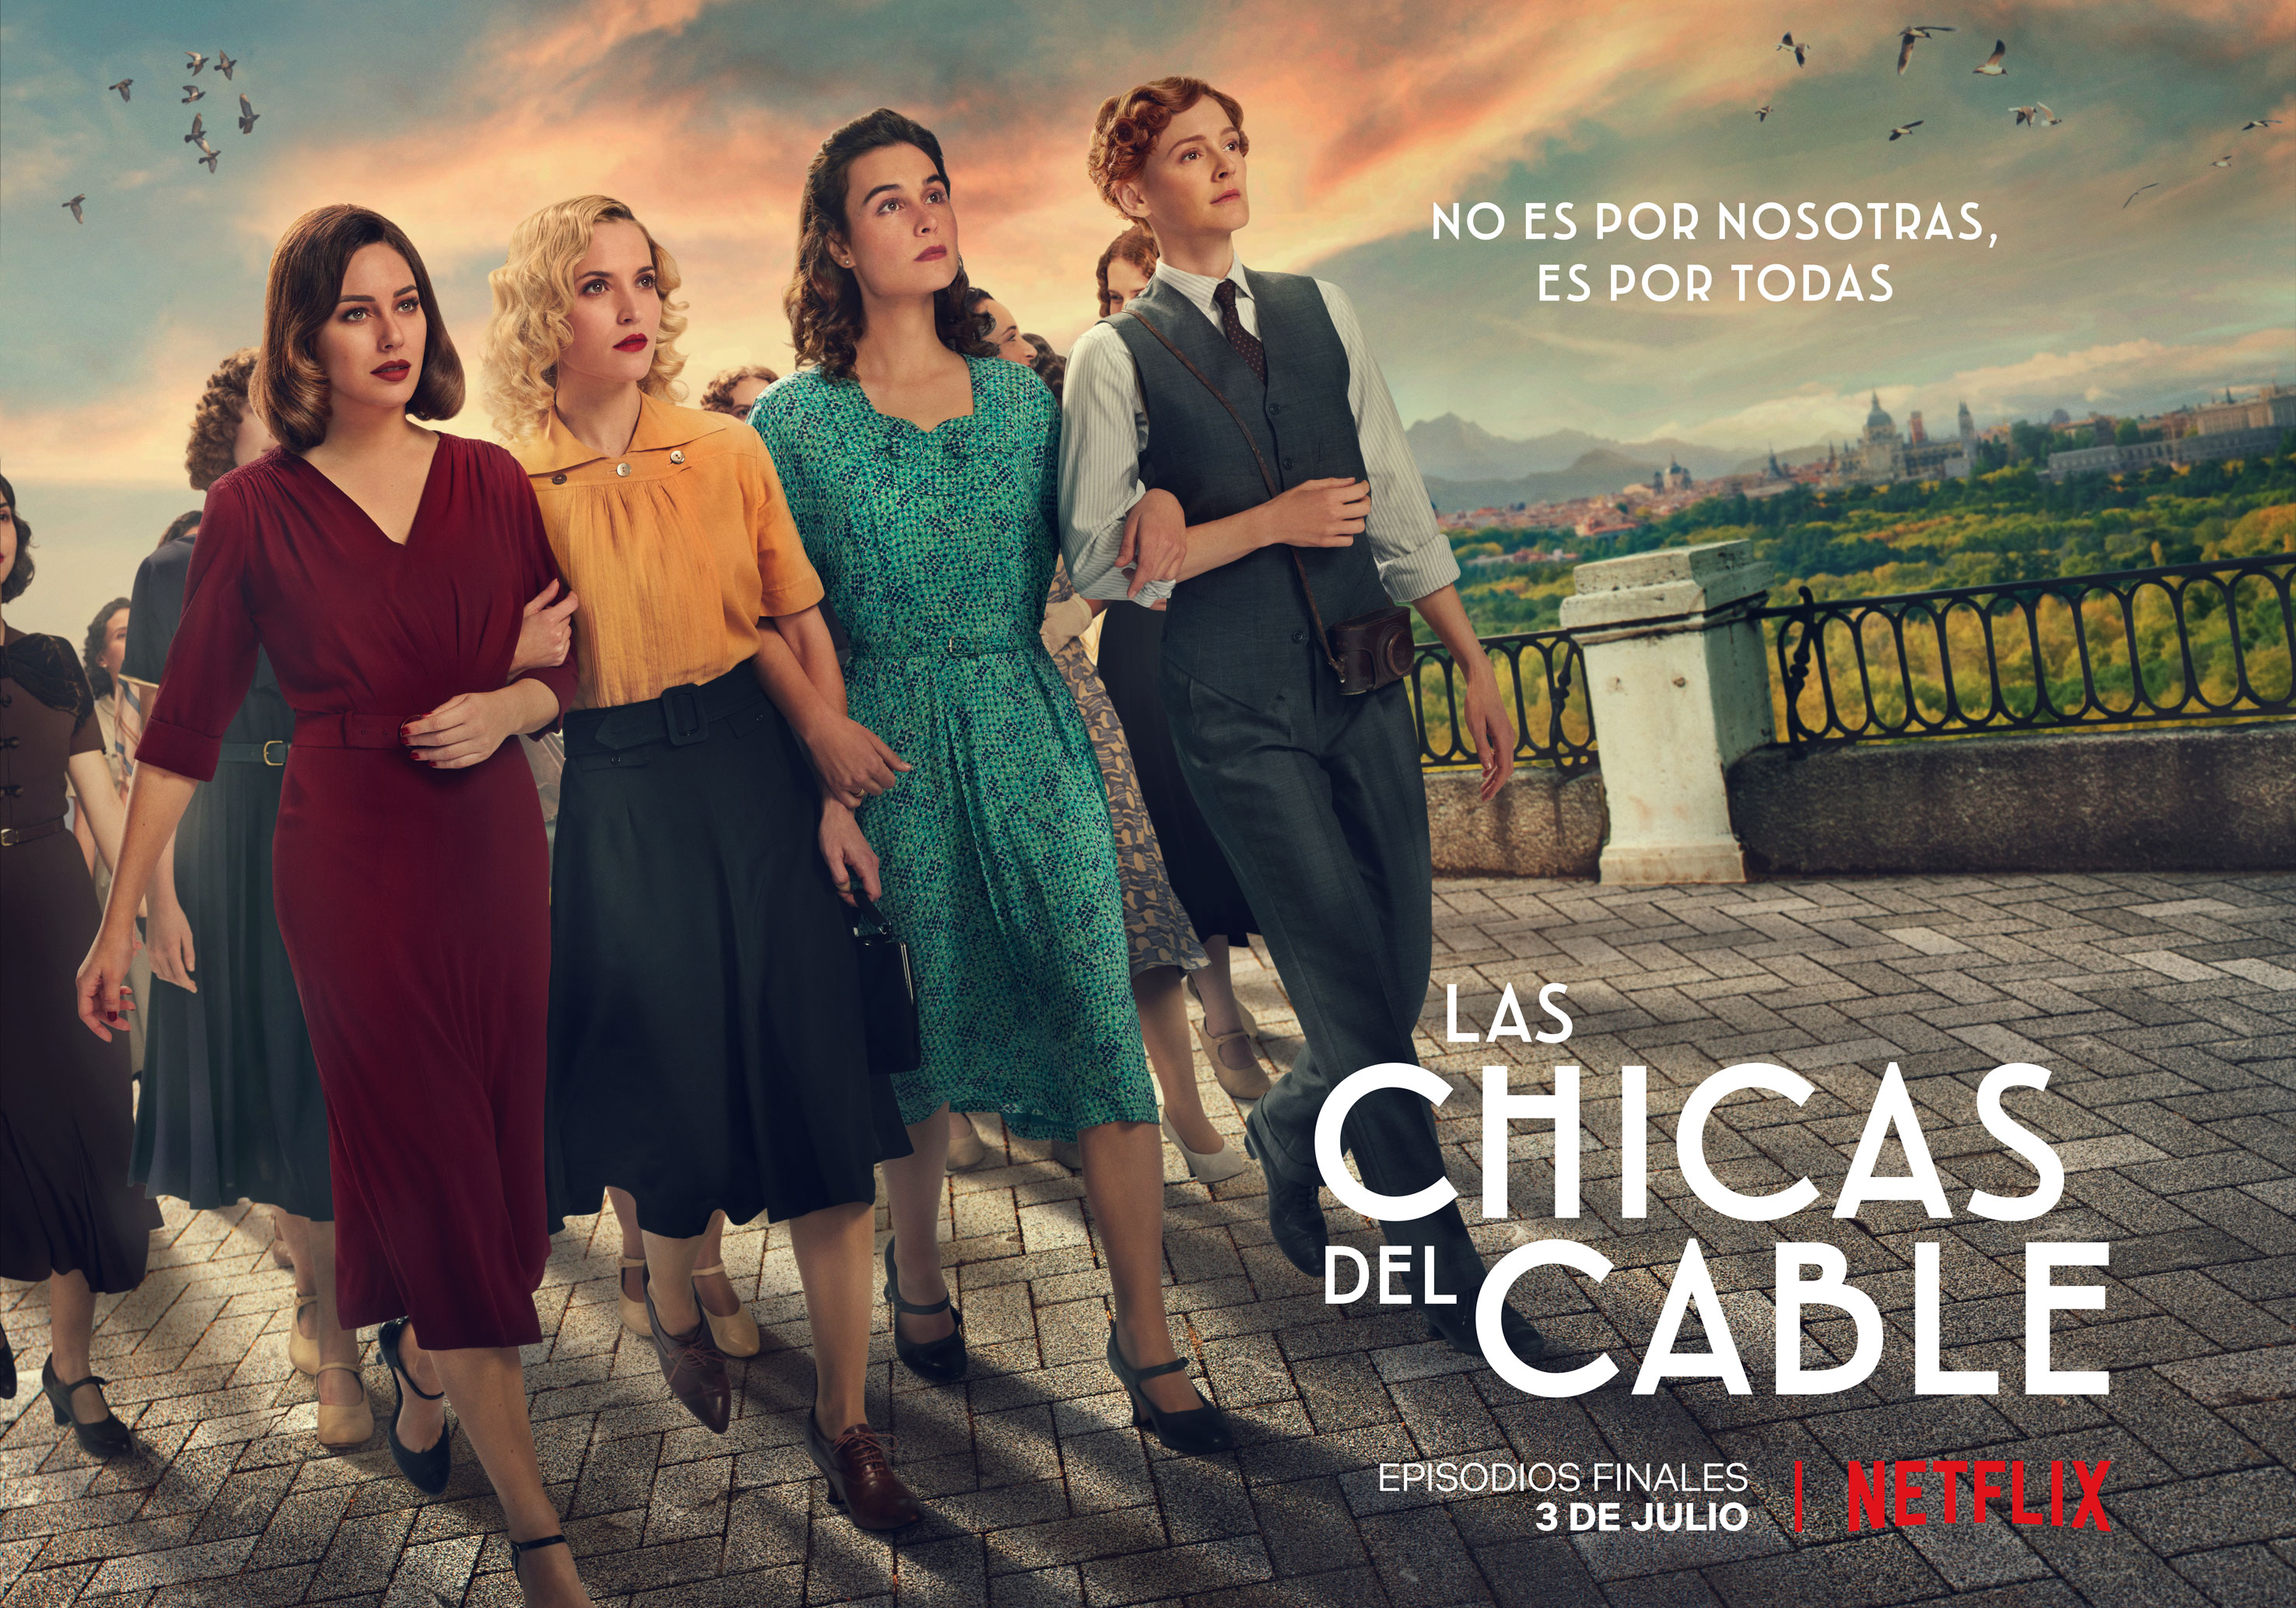 NO ES POR NOSOTRAS,
ES POR TODAS
LAS
CHICAS
DEL CABLE
EPISODIOS FINALES
3 DE JULIO
NETFLIX